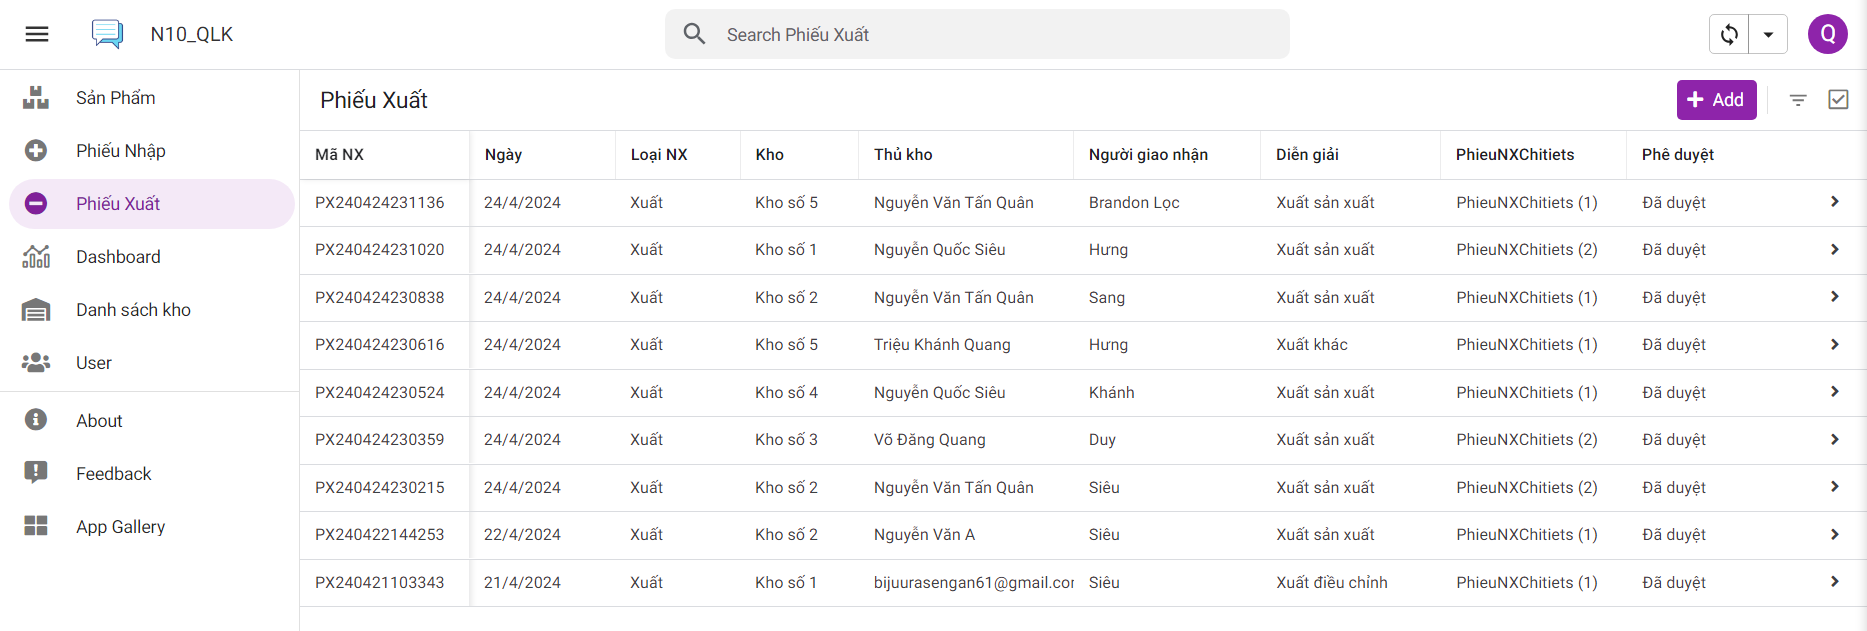 N10_QLK
Search Phiếu Xuất
Q
Sản Phẩm
Phiếu Nhập
Phiếu Xuất
Dashboard
Danh sách kho
User
About
Feedback
App Gallery
Phiếu Xuất
Add
Mã NX Ngày Loại NX Kho Thủ kho Người giao nhận Diễn giải PhieuNXChitiets Phê duyệt
PX240424231136 24/4/2024 Xuất Kho số 5 Nguyễn Văn Tấn Quân Brandon Lọc Xuất sản xuất PhieuNXChitiets (1) Đã duyệt
PX240424231020 24/4/2024 Xuất Kho số 1 Nguyễn Quốc Siêu Hưng Xuất sản xuất PhieuNXChitiets (2) Đã duyệt
PX240424230838 24/4/2024 Xuất Kho số 2 Nguyễn Văn Tấn Quân Sang Xuất sản xuất PhieuNXChitiets (1) Đã duyệt
PX240424230616 24/4/2024 Xuất Kho số 5 Triệu Khánh Quang Hưng Xuất khác PhieuNXChitiets (1) Đã duyệt
PX240424230524 24/4/2024 Xuất Kho số 4 Nguyễn Quốc Siêu Khánh Xuất sản xuất PhieuNXChitiets (1) Đã duyệt
PX240424230359 24/4/2024 Xuất Kho số 3 Võ Đăng Quang Duy Xuất sản xuất PhieuNXChitiets (2) Đã duyệt
PX240424230215 24/4/2024 Xuất Kho số 2 Nguyễn Văn Tấn Quân Siêu Xuất sản xuất PhieuNXChitiets (2) Đã duyệt
PX240422144253 22/4/2024 Xuất Kho số 2 Nguyễn Văn A Siêu Xuất sản xuất PhieuNXChitiets (1) Đã duyệt
PX240421103343 21/4/2024 Xuất Kho số 1 bijuurasengan61@gmail.com Siêu Xuất điều chỉnh PhieuNXChitiets (1) Đã duyệt